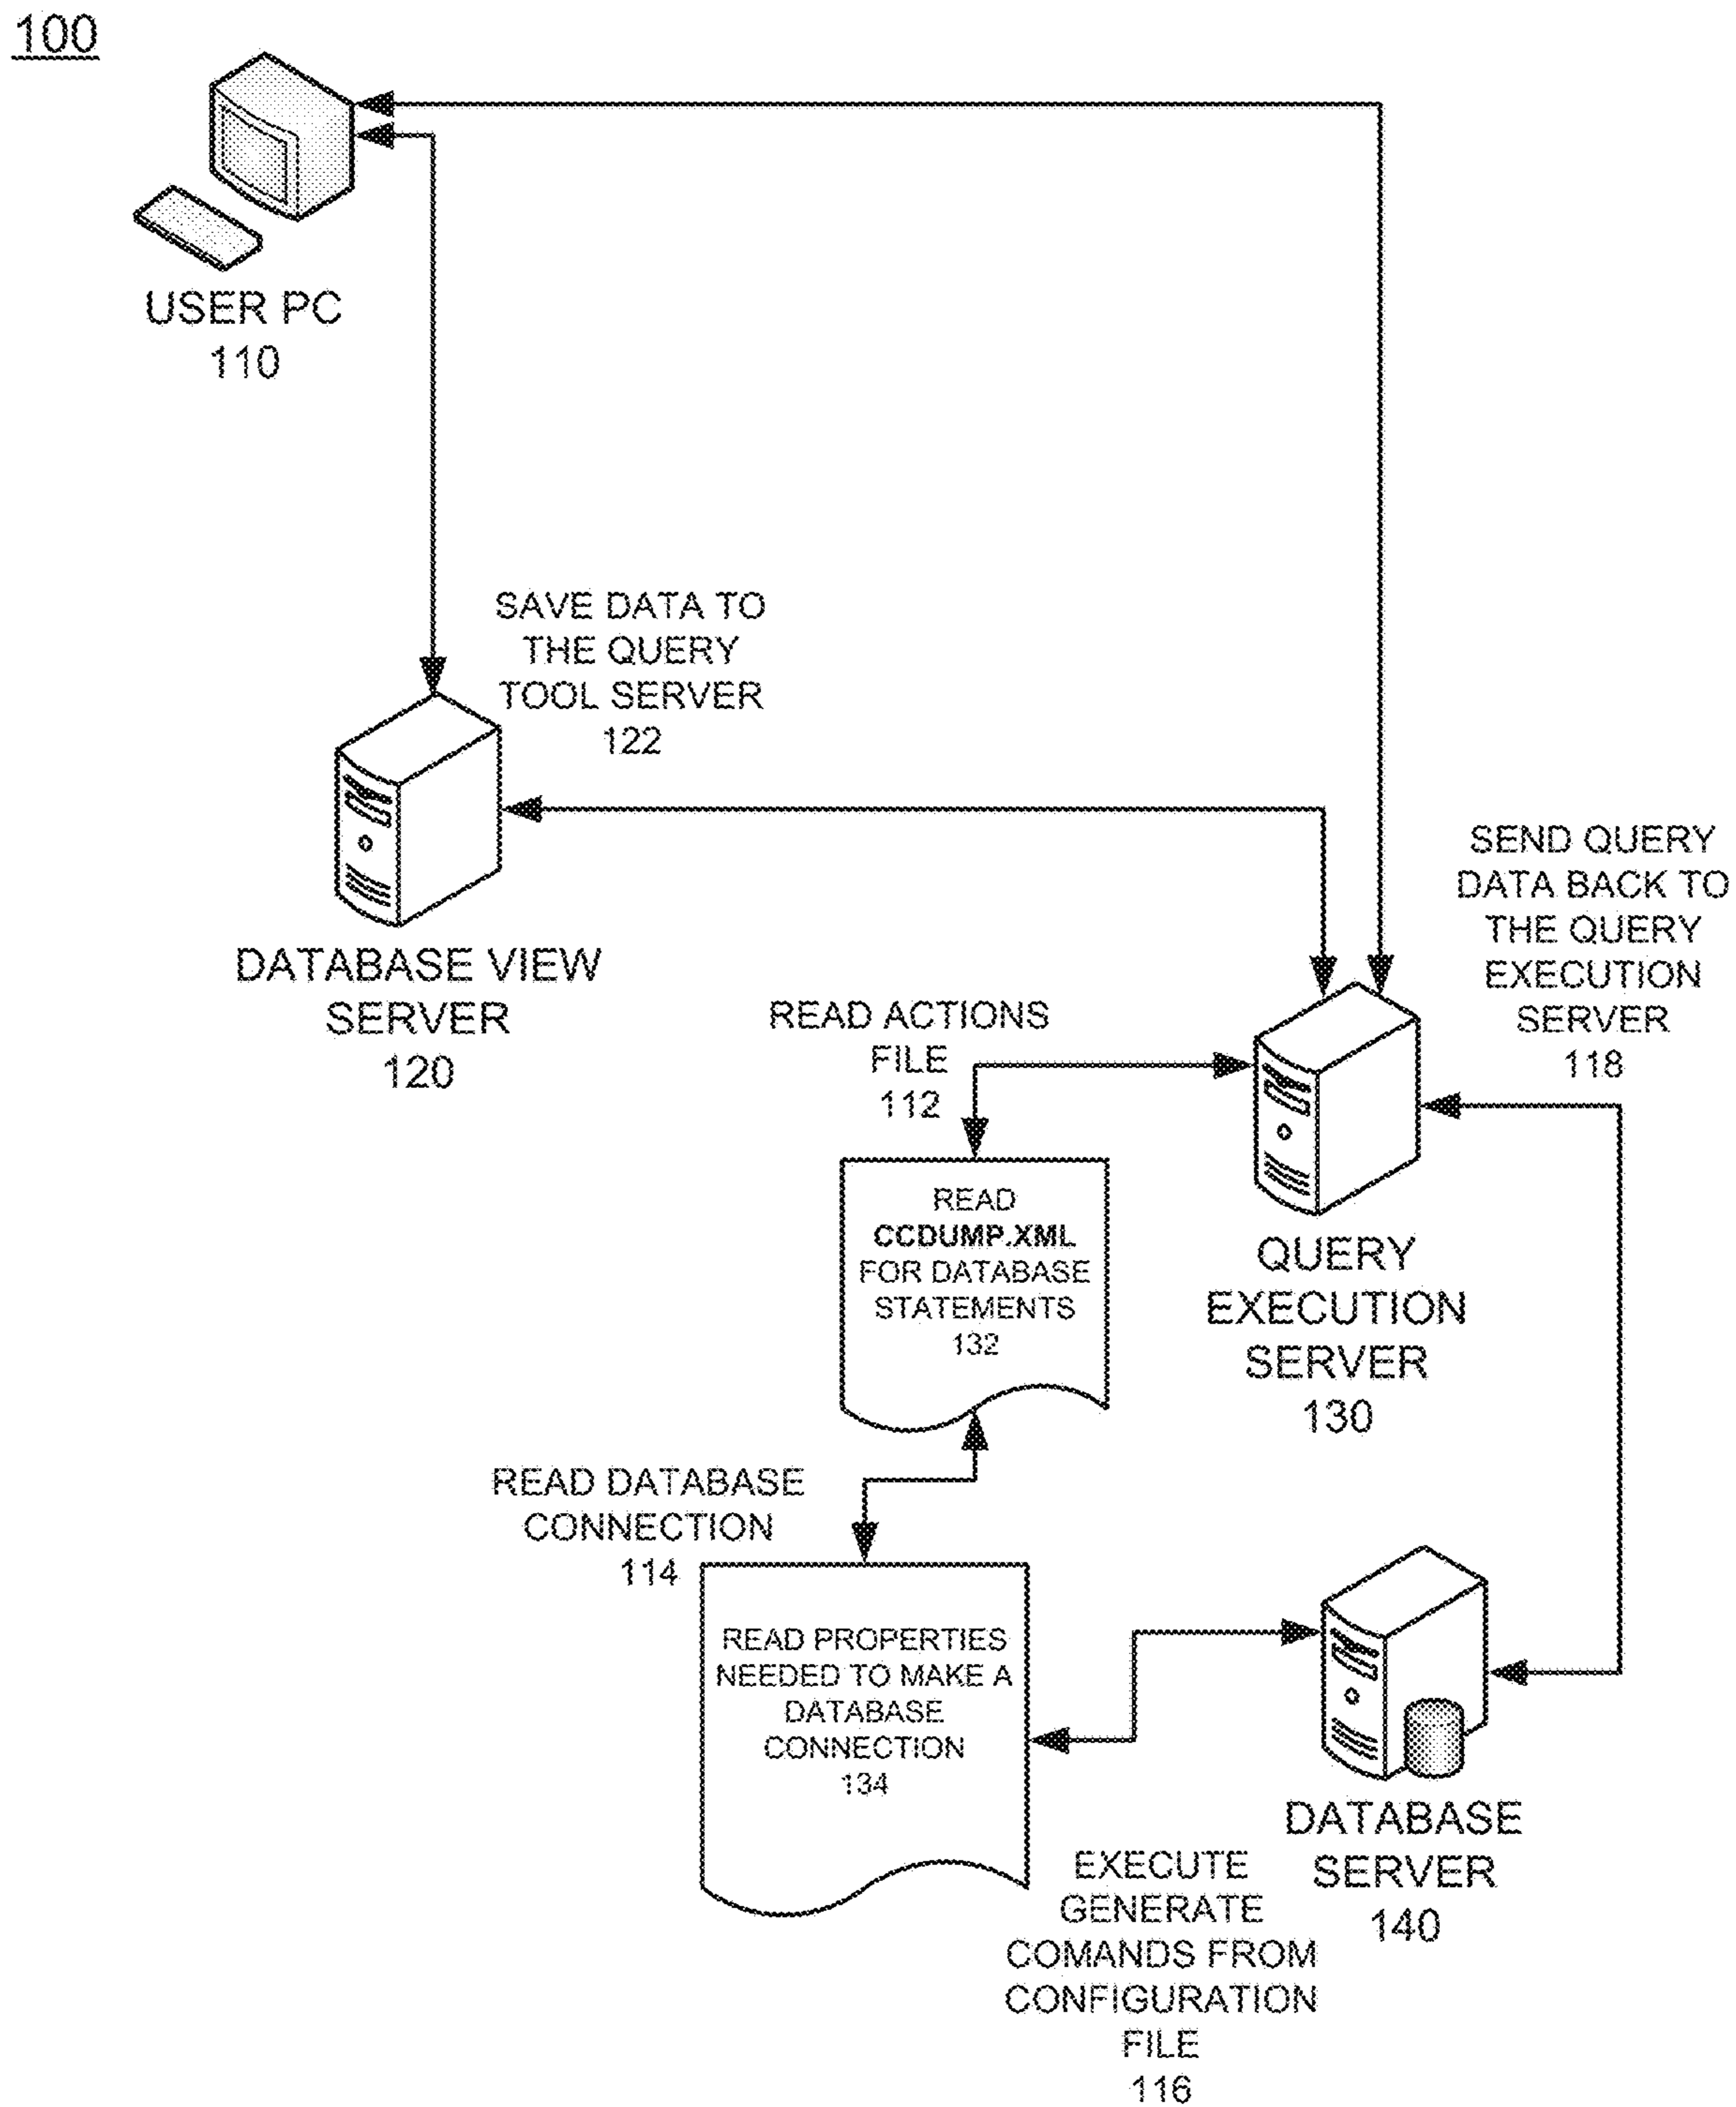 100
USER PC
110
SAVE DATA TO
THE QUERY
TOOL SERVER
122
DATABASE VIEW
SERVER
120
SEND QUERY
DATA BACK TO
THE QUERY
EXECUTION
SERVER
118
READ ACTIONS
FILE
112
READ
CCDUMP.XML
FOR DATABASE
STATEMENTS
132
QUERY
EXECUTION
SERVER
130
READ DATABASE
CONNECTION
114
READ PROPERTIES
NEEDED TO MAKE A
DATABASE
CONNECTION
134
DATABASE
SERVER
140
EXECUTE
GENERATE
COMANDS FROM
CONFIGURATION
FILE
116